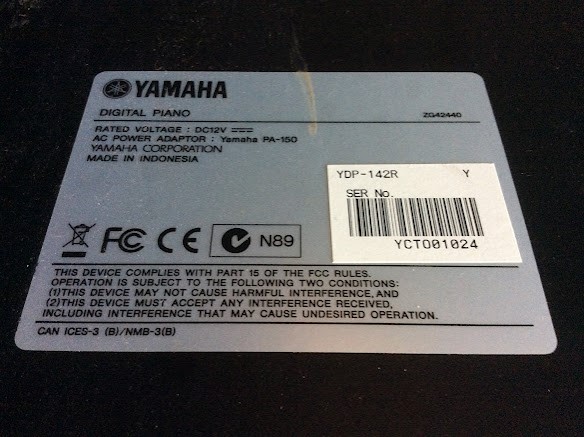 YAMAHA
DIGITAL PIANO ZG42440
RATED VOLTAGE : DC12V
AC POWER ADAPTOR : Yamaha PA-150
YAMAHA CORPORATION
MADE IN INDONESIA
YDP-142R Y
SER No.
YCTO01024
FC CE N89
THIS DEVICE COMPLIES WITH PART 15 OF THE FCC RULES.
OPERATION IS SUBJECT TO THE FOLLOWING TWO CONDITIONS:
(1)THIS DEVICE MAY NOT CAUSE HARMFUL INTERFERENCE, AND
(2)THIS DEVICE MUST ACCEPT ANY INTERFERENCE RECEIVED,
INCLUDING INTERFERENCE THAT MAY CAUSE UNDESIRED OPERATION.
CAN ICES-3 (B)/NMB-3(B)